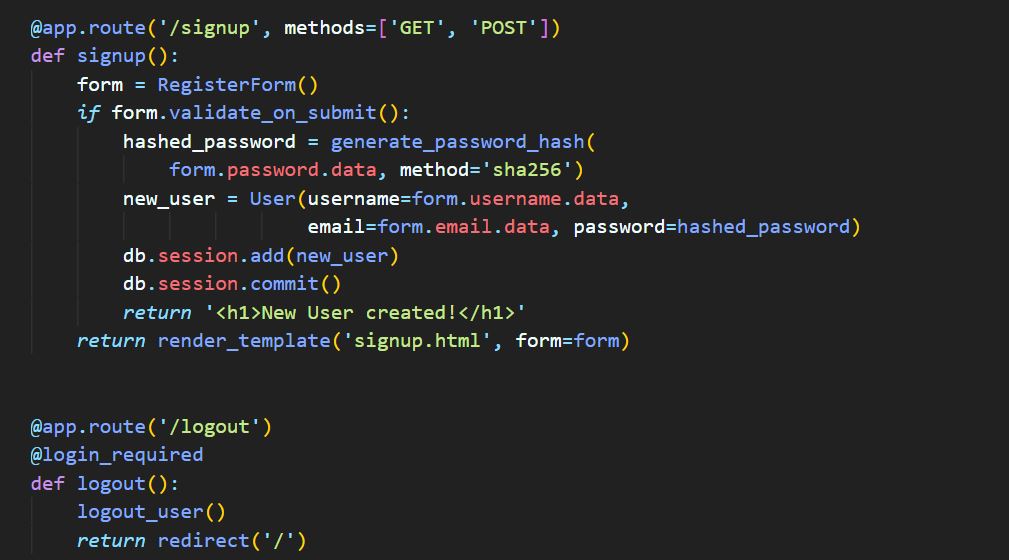 @app.route('/signup', methods=['GET', 'POST'])
def signup():
    form = RegisterForm()
    if form.validate_on_submit():
        hashed_password = generate_password_hash(
            form.password.data, method='sha256')
        new_user = User(username=form.username.data,
                        email=form.email.data, password=hashed_password)
        db.session.add(new_user)
        db.session.commit()
        return '<h1>New User created!</h1>'
    return render_template('signup.html', form=form)
@app.route('/logout')
@login_required
def logout():
    logout_user()
    return redirect('/')